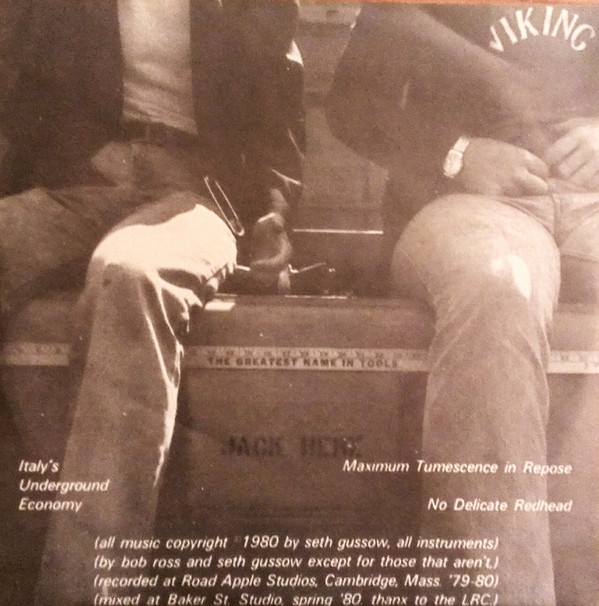 VIKING
THE GREATEST NAME IN TOOLS
JACK HERE
Italy's
Underground
Economy
Maximum Tumescence in Repose
No Delicate Redhead
(all music copyright ©1980 by seth gussow, all instruments)
(by bob ross and seth gussow except for those that aren't.)
(recorded at Road Apple Studios, Cambridge, Mass. '79-80)
(mixed at Baker St. Studio, spring '80. thanx to the LRC.)